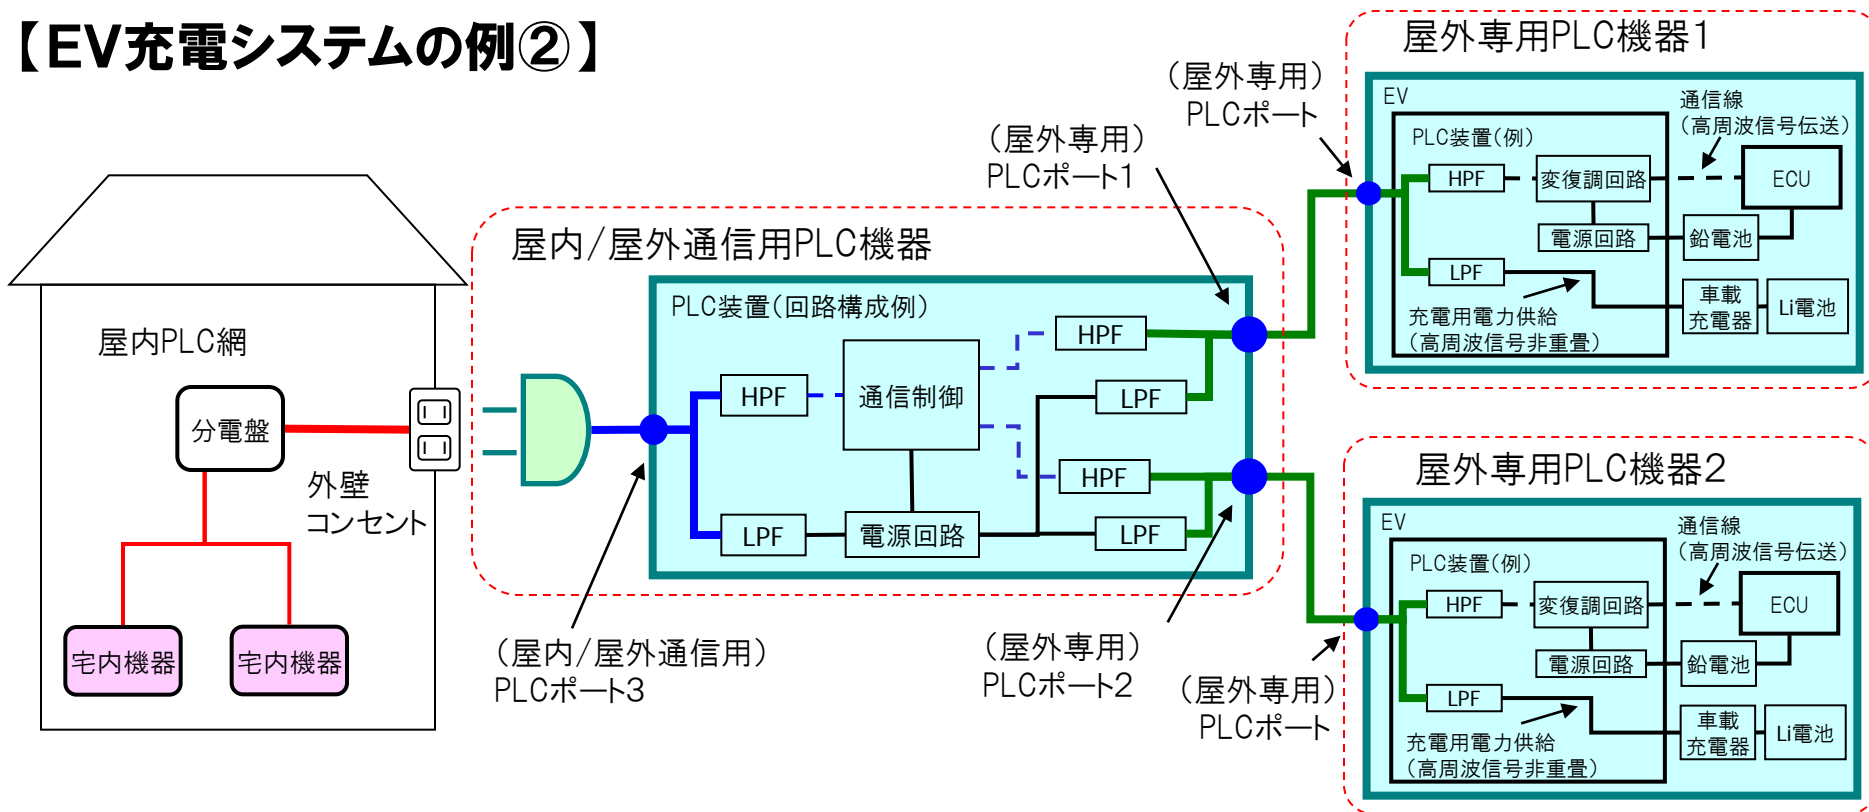 【EV充電システムの例②】
屋内PLC網
分電盤
外壁
コンセント
宅内機器
宅内機器
屋内/屋外通信用PLC機器
PLC装置(回路構成例)
HPF
通信制御
LPF
電源回路
HPF
LPF
HPF
LPF
(屋内/屋外通信用)
PLCポート3
(屋外専用)
PLCポート1
(屋外専用)
PLCポート2
(屋外専用)
PLCポート
屋外専用PLC機器1
EV
PLC装置(例)
通信線
(高周波信号伝送)
HPF
変復調回路
ECU
電源回路
鉛電池
LPF
車載
充電器
Li電池
充電用電力供給
(高周波信号非重畳)
(屋外専用)
PLCポート
屋外専用PLC機器2
EV
PLC装置(例)
通信線
(高周波信号伝送)
HPF
変復調回路
ECU
電源回路
鉛電池
LPF
車載
充電器
Li電池
充電用電力供給
(高周波信号非重畳)